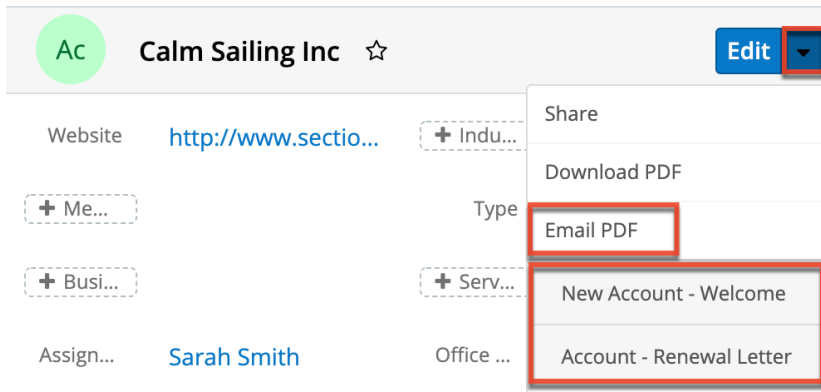 Ac Calm Sailing Inc Edit
Share
Website http://www.sectio... Indu...
Download PDF
Me... Type
Email PDF
Busi... Serv...
New Account - Welcome
Assign... Sarah Smith Office ...
Account - Renewal Letter